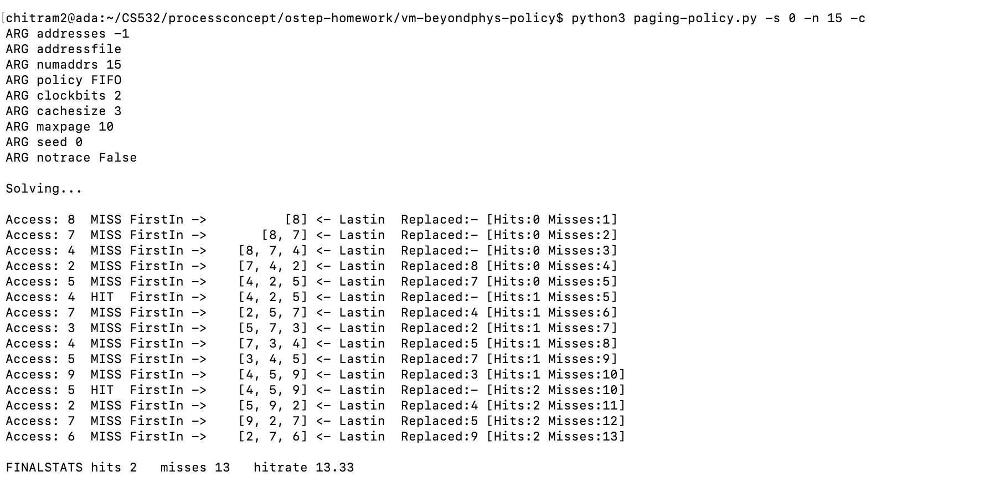 [chitram2@ada:~/CS532/processconcept/ostep-homework/vm-beyondphys-policy$ python3 paging-policy.py -s 0 -n 15 -c
ARG addresses -1
ARG addressfile
ARG numaddrs 15
ARG policy FIFO
ARG clockbits 2
ARG cachesize 3
ARG maxpage 10
ARG seed 0
ARG notrace False
Solving...
Access: 8  MISS FirstIn ->          [8] <- Lastin  Replaced:- [Hits:0 Misses:1]
Access: 7  MISS FirstIn ->       [8, 7] <- Lastin  Replaced:- [Hits:0 Misses:2]
Access: 4  MISS FirstIn ->    [8, 7, 4] <- Lastin  Replaced:- [Hits:0 Misses:3]
Access: 2  MISS FirstIn ->    [7, 4, 2] <- Lastin  Replaced:8 [Hits:0 Misses:4]
Access: 5  MISS FirstIn ->    [4, 2, 5] <- Lastin  Replaced:7 [Hits:0 Misses:5]
Access: 4  HIT  FirstIn ->    [4, 2, 5] <- Lastin  Replaced:- [Hits:1 Misses:5]
Access: 7  MISS FirstIn ->    [2, 5, 7] <- Lastin  Replaced:4 [Hits:1 Misses:6]
Access: 3  MISS FirstIn ->    [5, 7, 3] <- Lastin  Replaced:2 [Hits:1 Misses:7]
Access: 4  MISS FirstIn ->    [7, 3, 4] <- Lastin  Replaced:5 [Hits:1 Misses:8]
Access: 5  MISS FirstIn ->    [3, 4, 5] <- Lastin  Replaced:7 [Hits:1 Misses:9]
Access: 9  MISS FirstIn ->    [4, 5, 9] <- Lastin  Replaced:3 [Hits:1 Misses:10]
Access: 5  HIT  FirstIn ->    [4, 5, 9] <- Lastin  Replaced:- [Hits:2 Misses:10]
Access: 2  MISS FirstIn ->    [5, 9, 2] <- Lastin  Replaced:4 [Hits:2 Misses:11]
Access: 7  MISS FirstIn ->    [9, 2, 7] <- Lastin  Replaced:5 [Hits:2 Misses:12]
Access: 6  MISS FirstIn ->    [2, 7, 6] <- Lastin  Replaced:9 [Hits:2 Misses:13]
FINALSTATS hits 2   misses 13   hitrate 13.33